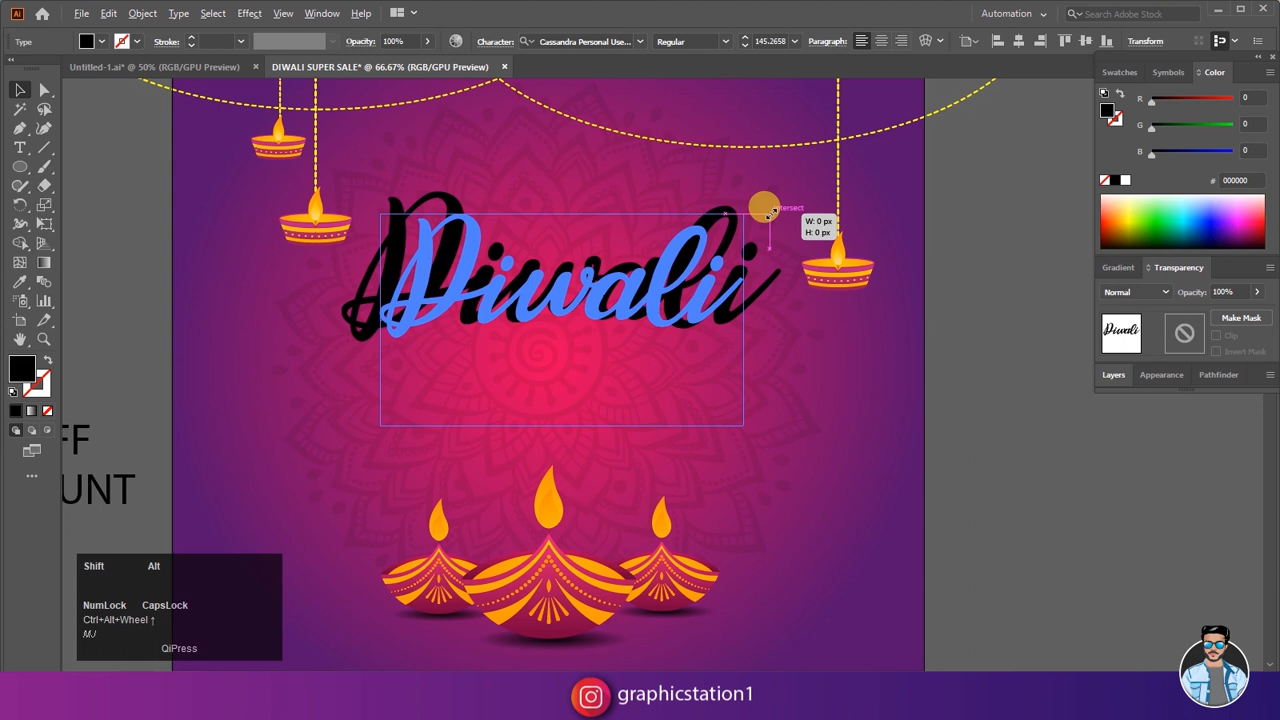 Ai File Edit Object Type Select Effect View Window Help Automation Search Adobe Stock
Type Stroke: Opacity: 100% Character: Cassandra Personal Use... Regular 145.2658 Paragraph: Transform
Untitled-1.ai* @ 50% (RGB/GPU Preview) × DIWALI SUPER SALE* @ 66.67% (RGB/GPU Preview) ×
Swatches Symbols Color
R 0
G 0
B 0
# 000000
Gradient Transparency
Normal Opacity: 100%
Make Mask
Clip
Invert Mask
Layers Appearance Pathfinder
Diwali
Diwali
Diwali
W: 0 px
H: 0 px
FF
UNT
Shift Alt
NumLock CapsLock
Ctrl+Alt+Wheel ↑
QiPress
graphicstation1